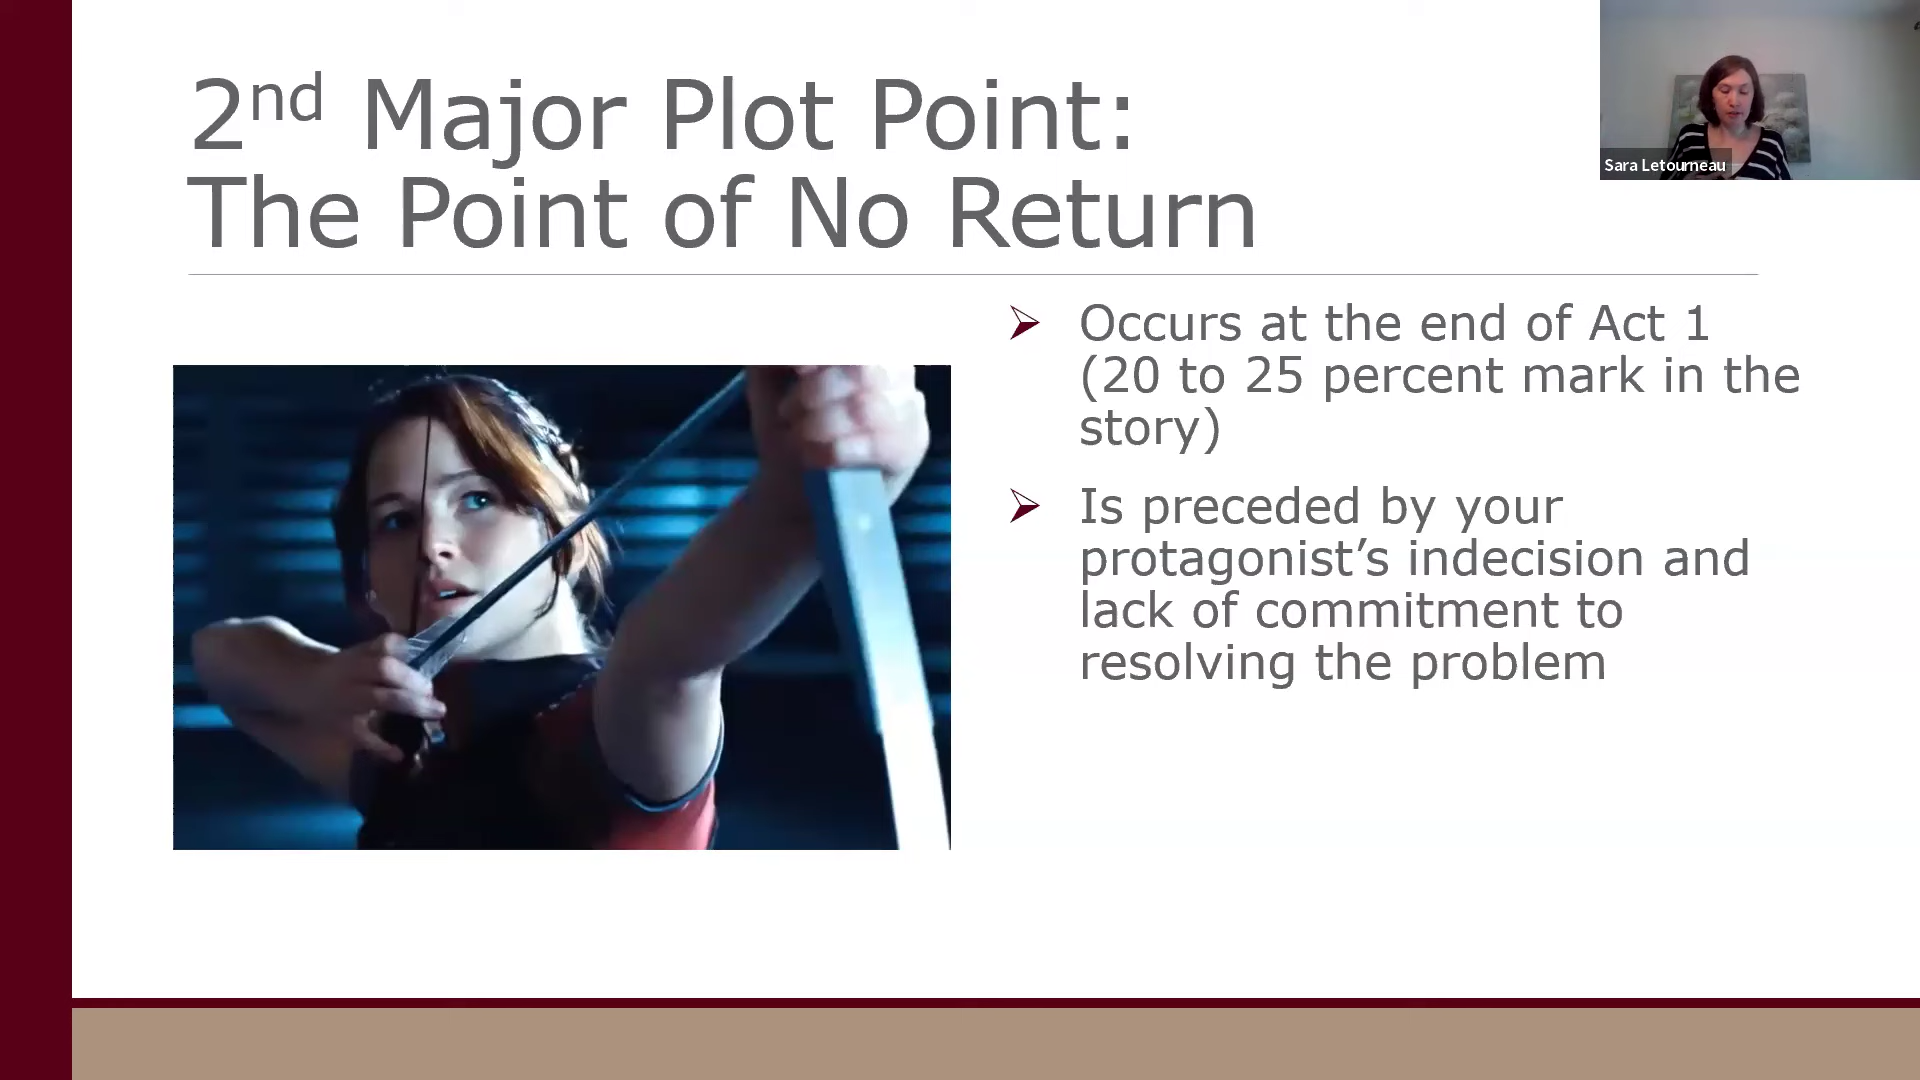 2nd Major Plot Point:
The Point of No Return
Sara Letourneau
Occurs at the end of Act 1
(20 to 25 percent mark in the
story)
Is preceded by your
protagonist’s indecision and
lack of commitment to
resolving the problem